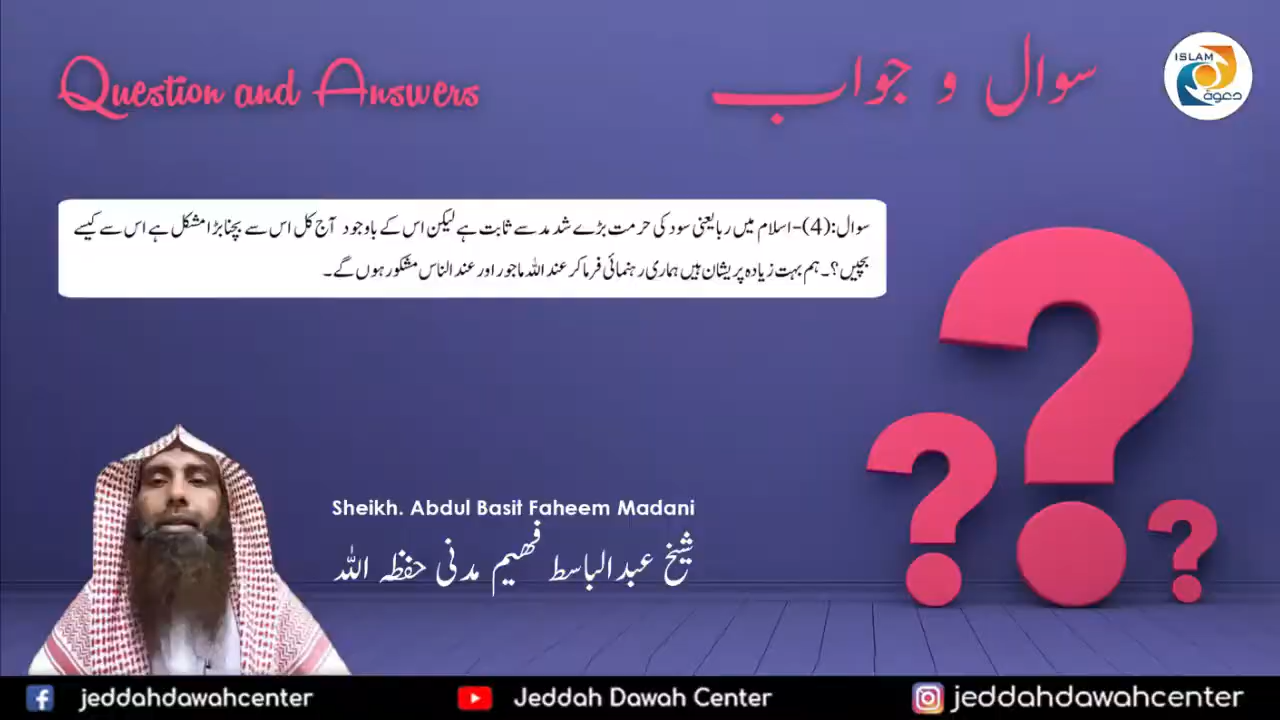 Question and Answers
سوال و جواب
ISLAM
دعوة
سوال:(4)-اسلام میں ربا یعنی سود کی حرمت بڑے شد مد سے ثابت ہے لیکن اس کے باوجود آج کل اس سے بچنا بڑا مشکل ہے اس سے کیسے
بچیں؟۔ ہم بہت زیادہ پریشان ہیں ہماری رہنمائی فرما کر عند اللہ ماجور اور عند الناس مشکور ہوں گے۔
Sheikh. Abdul Basit Faheem Madani
شیخ عبدالباسط فہیم مدنی حفظہ اللہ
jeddahdawahcenter
Jeddah Dawah Center
jeddahdawahcenter